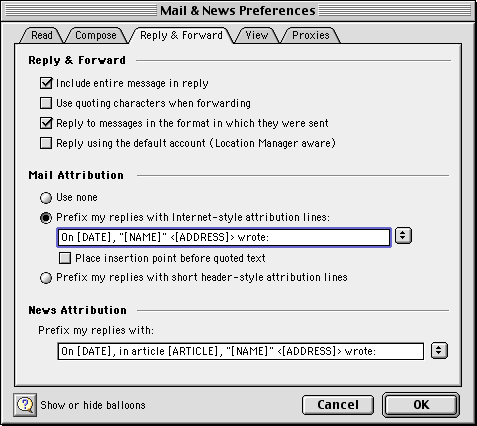 Mail & News Preferences
Read Compose Reply & Forward View Proxies
Reply & Forward
Include entire message in reply
Use quoting characters when forwarding
Reply to messages in the format in which they were sent
Reply using the default account (Location Manager aware)
Mail Attribution
Use none
Prefix my replies with Internet-style attribution lines:
On [DATE], "[NAME]" <[ADDRESS]> wrote:
Place insertion point before quoted text
Prefix my replies with short header-style attribution lines
News Attribution
Prefix my replies with:
On [DATE], in article [ARTICLE], "[NAME]" <[ADDRESS]> wrote:
? Show or hide balloons Cancel OK